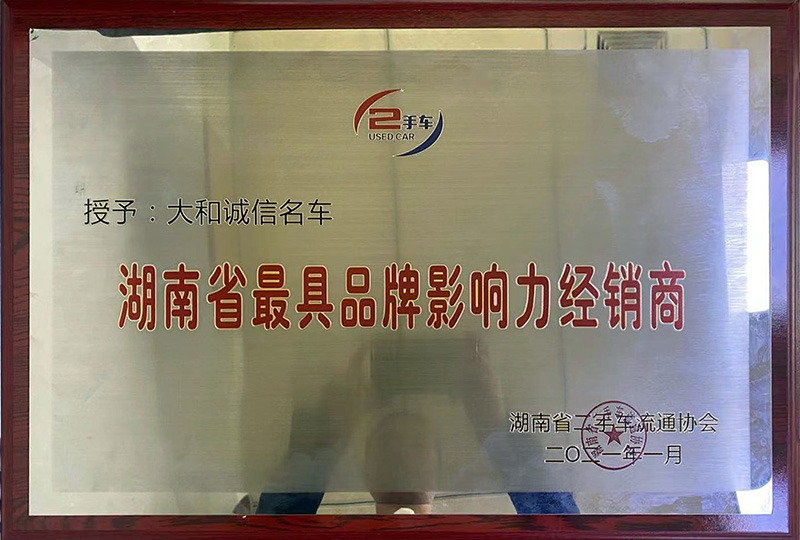 2手车
USED CAR
授予：大和诚信名车
湖南省最具品牌影响力经销商
湖南省二手车流通协会
二〇二一年一月